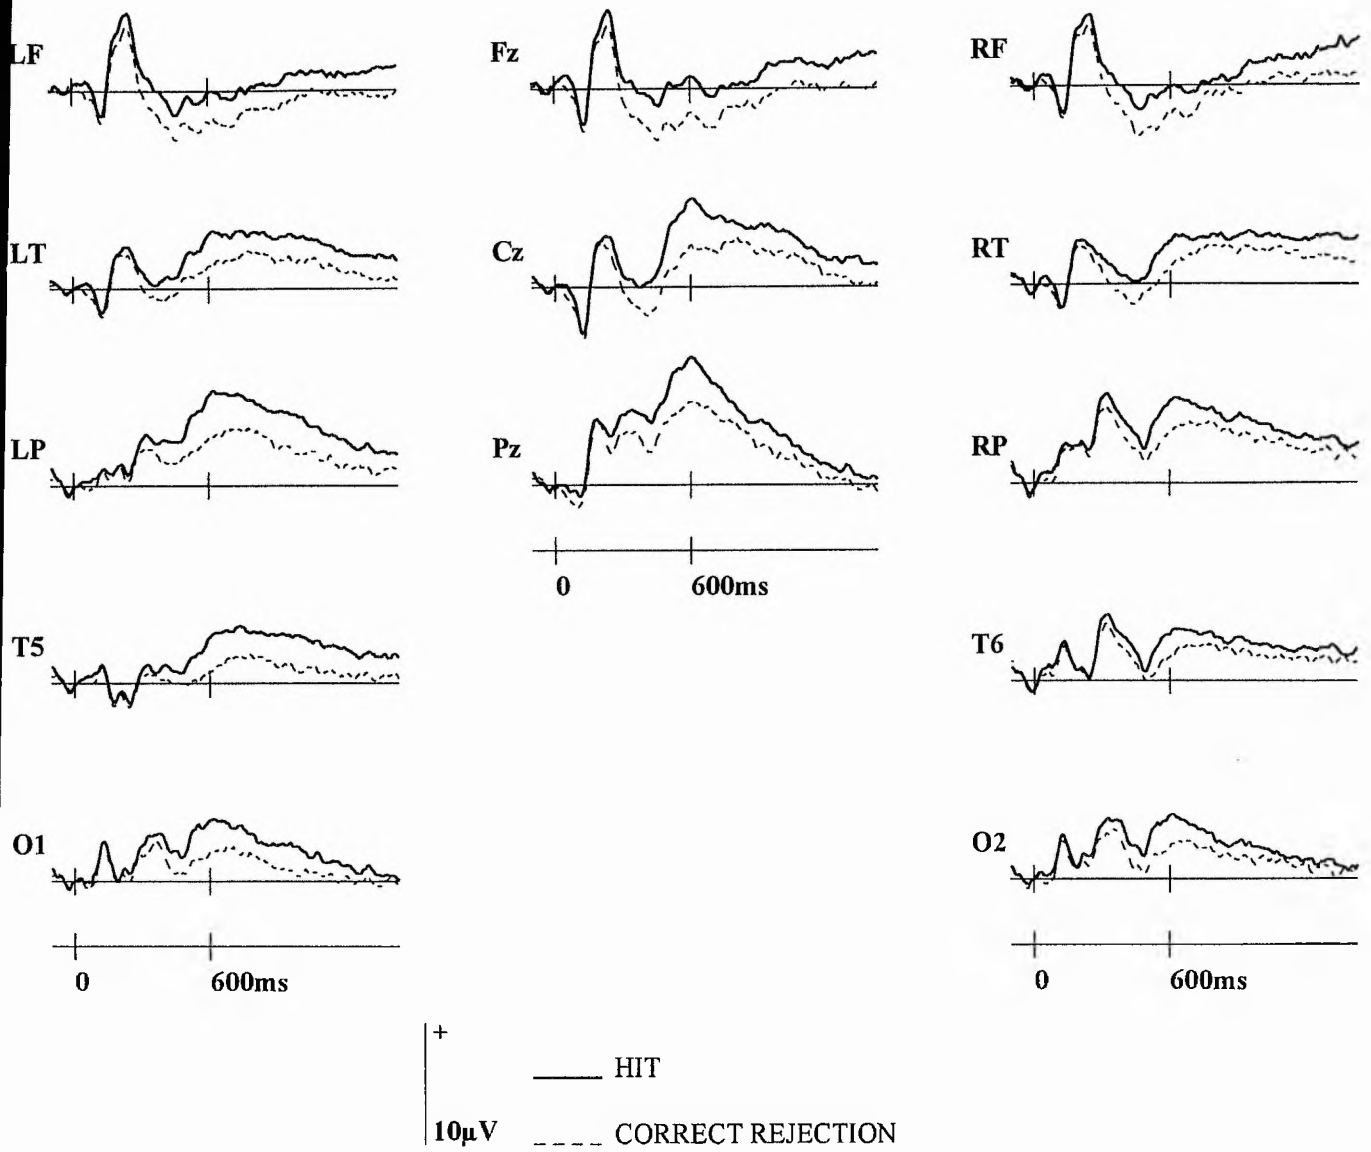 LF Fz RF
LT Cz RT
LP Pz RP
0 600ms
T5 T6
O1 O2
0 600ms 0 600ms
+
HIT
10µV CORRECT REJECTION